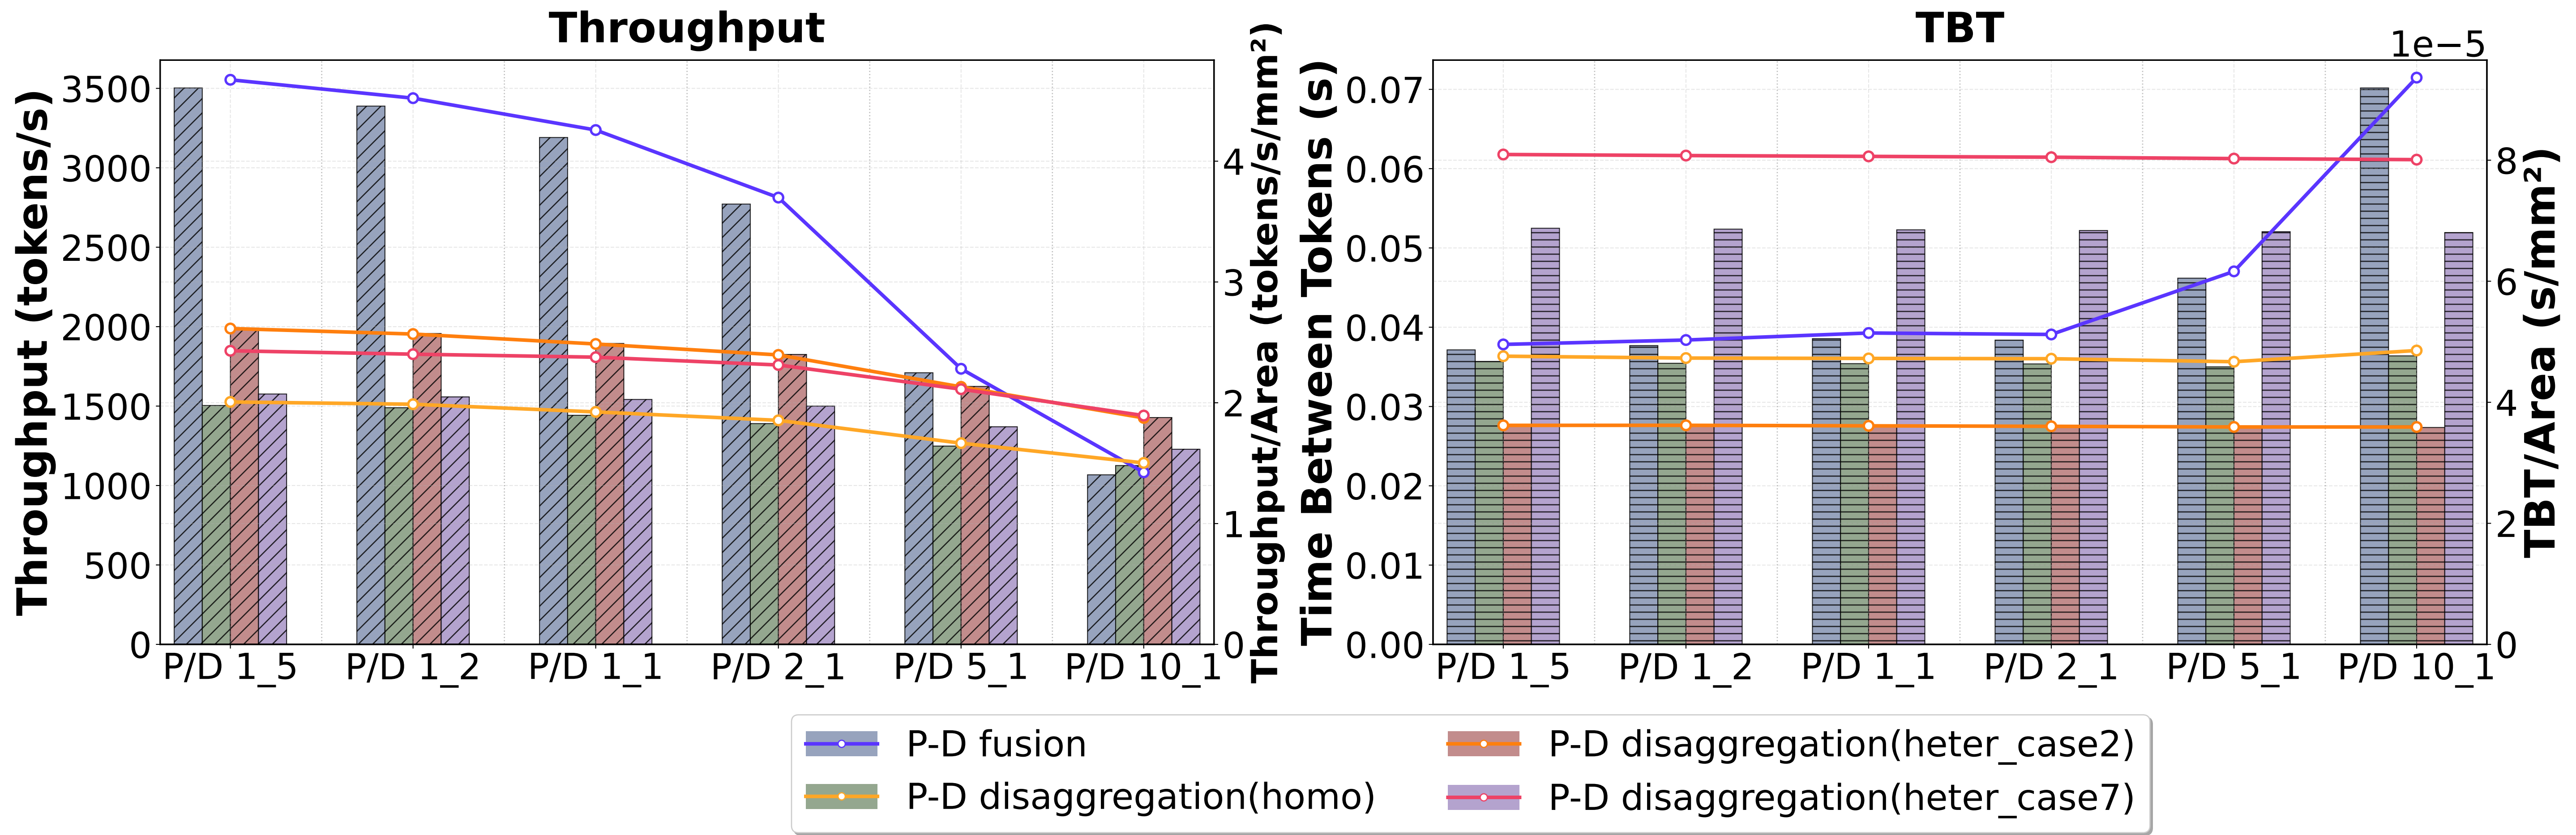 Throughput
Throughput (tokens/s)
3500
3000
2500
2000
1500
1000
500
0
P/D 1_5
P/D 1_2
P/D 1_1
P/D 2_1
P/D 5_1
P/D 10_1
4
3
2
1
0
Throughput/Area (tokens/s/mm²)
TBT
1e−5
Time Between Tokens (s)
0.07
0.06
0.05
0.04
0.03
0.02
0.01
0.00
P/D 1_5
P/D 1_2
P/D 1_1
P/D 2_1
P/D 5_1
P/D 10_1
8
6
4
2
0
TBT/Area (s/mm²)
P-D fusion
P-D disaggregation(homo)
P-D disaggregation(heter_case2)
P-D disaggregation(heter_case7)